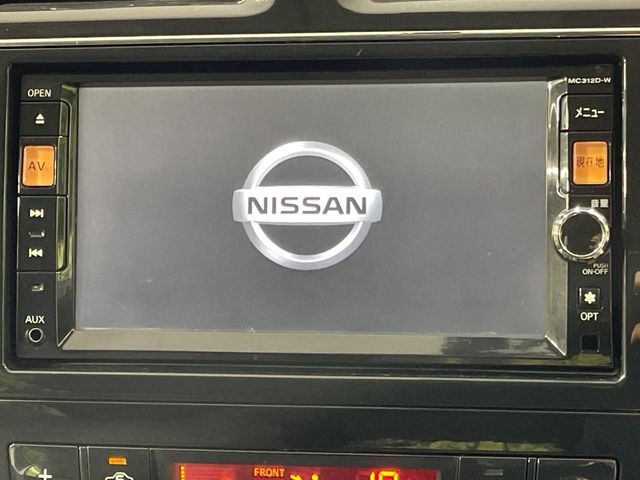 MC312D-W
OPEN
メニュー
AV
現在地
NISSAN
音量
PUSH
ON-OFF
AUX
OPT
FRONT